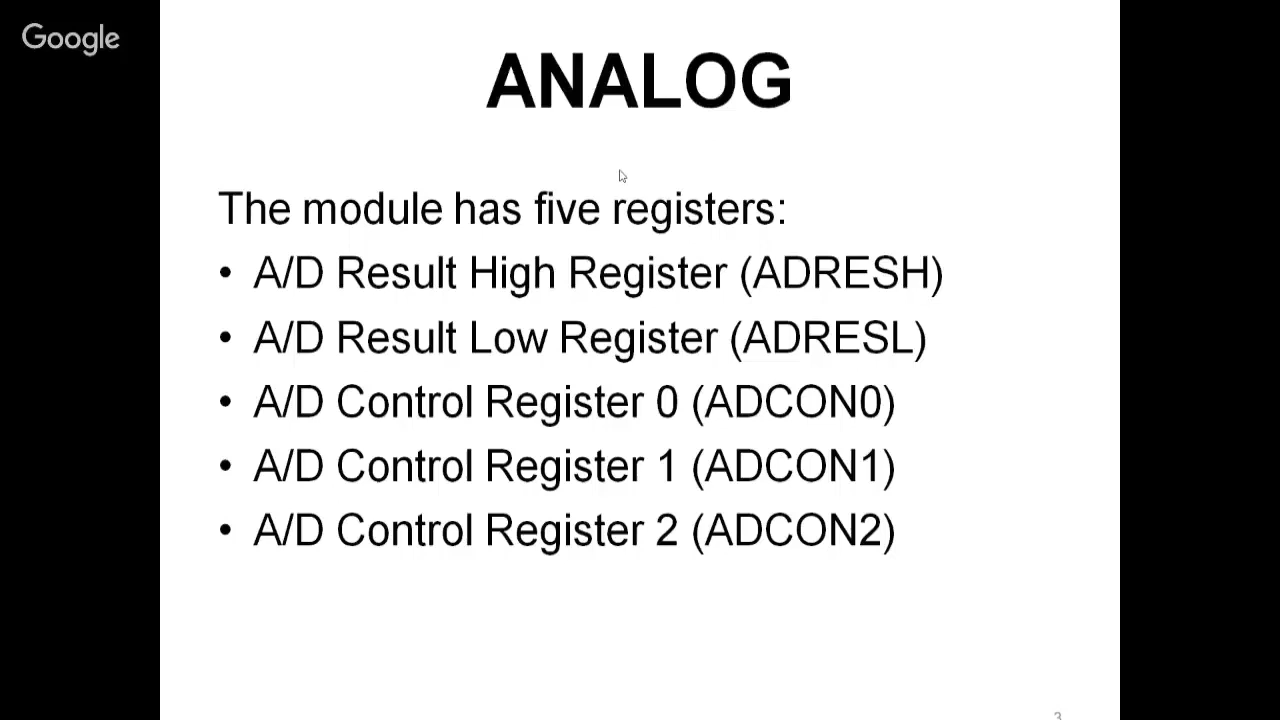 Google
ANALOG
The module has five registers:
• A/D Result High Register (ADRESH)
• A/D Result Low Register (ADRESL)
• A/D Control Register 0 (ADCON0)
• A/D Control Register 1 (ADCON1)
• A/D Control Register 2 (ADCON2)
3